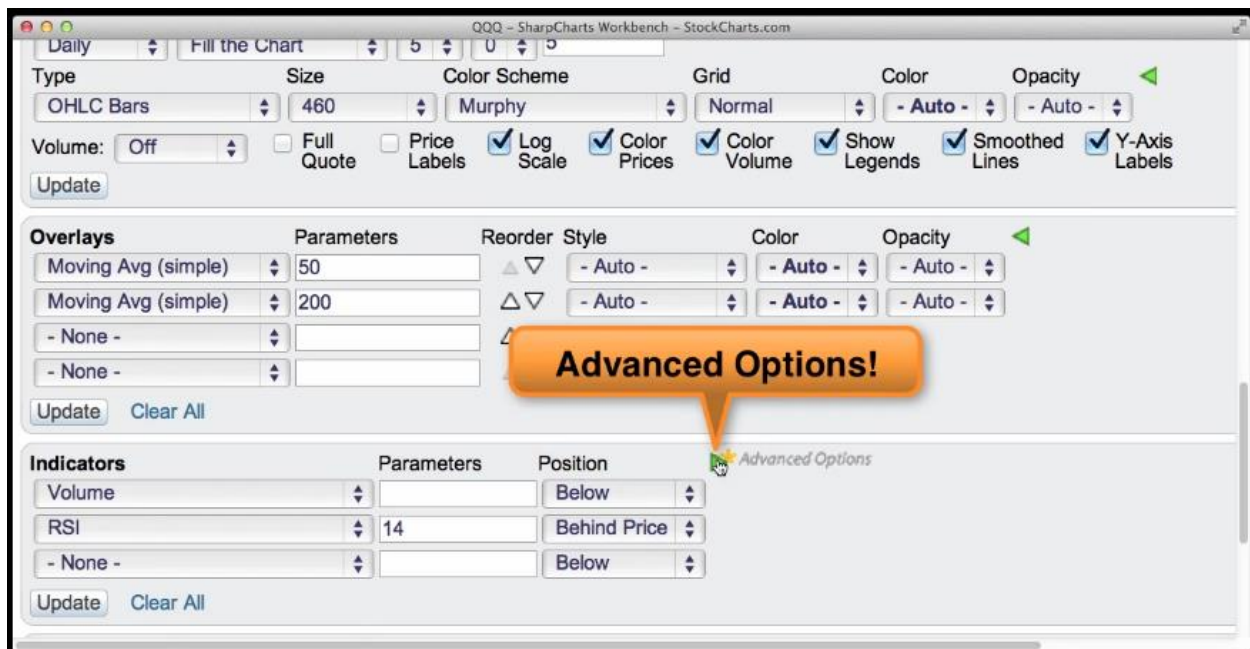 QQQ – SharpCharts Workbench – StockCharts.com
Daily Fill the Chart 5 0 5
Type Size Color Scheme Grid Color Opacity
OHLC Bars 460 Murphy Normal - Auto - - Auto -
Volume: Off Full Quote Price Labels Log Scale Color Prices Color Volume Show Legends Smoothed Lines Y-Axis Labels
Update
Overlays Parameters Reorder Style Color Opacity
Moving Avg (simple) 50 - Auto - - Auto - - Auto -
Moving Avg (simple) 200 - Auto - - Auto - - Auto -
- None -
- None -
Advanced Options!
Update Clear All
Indicators Parameters Position Advanced Options
Volume Below
RSI 14 Behind Price
- None - Below
Update Clear All